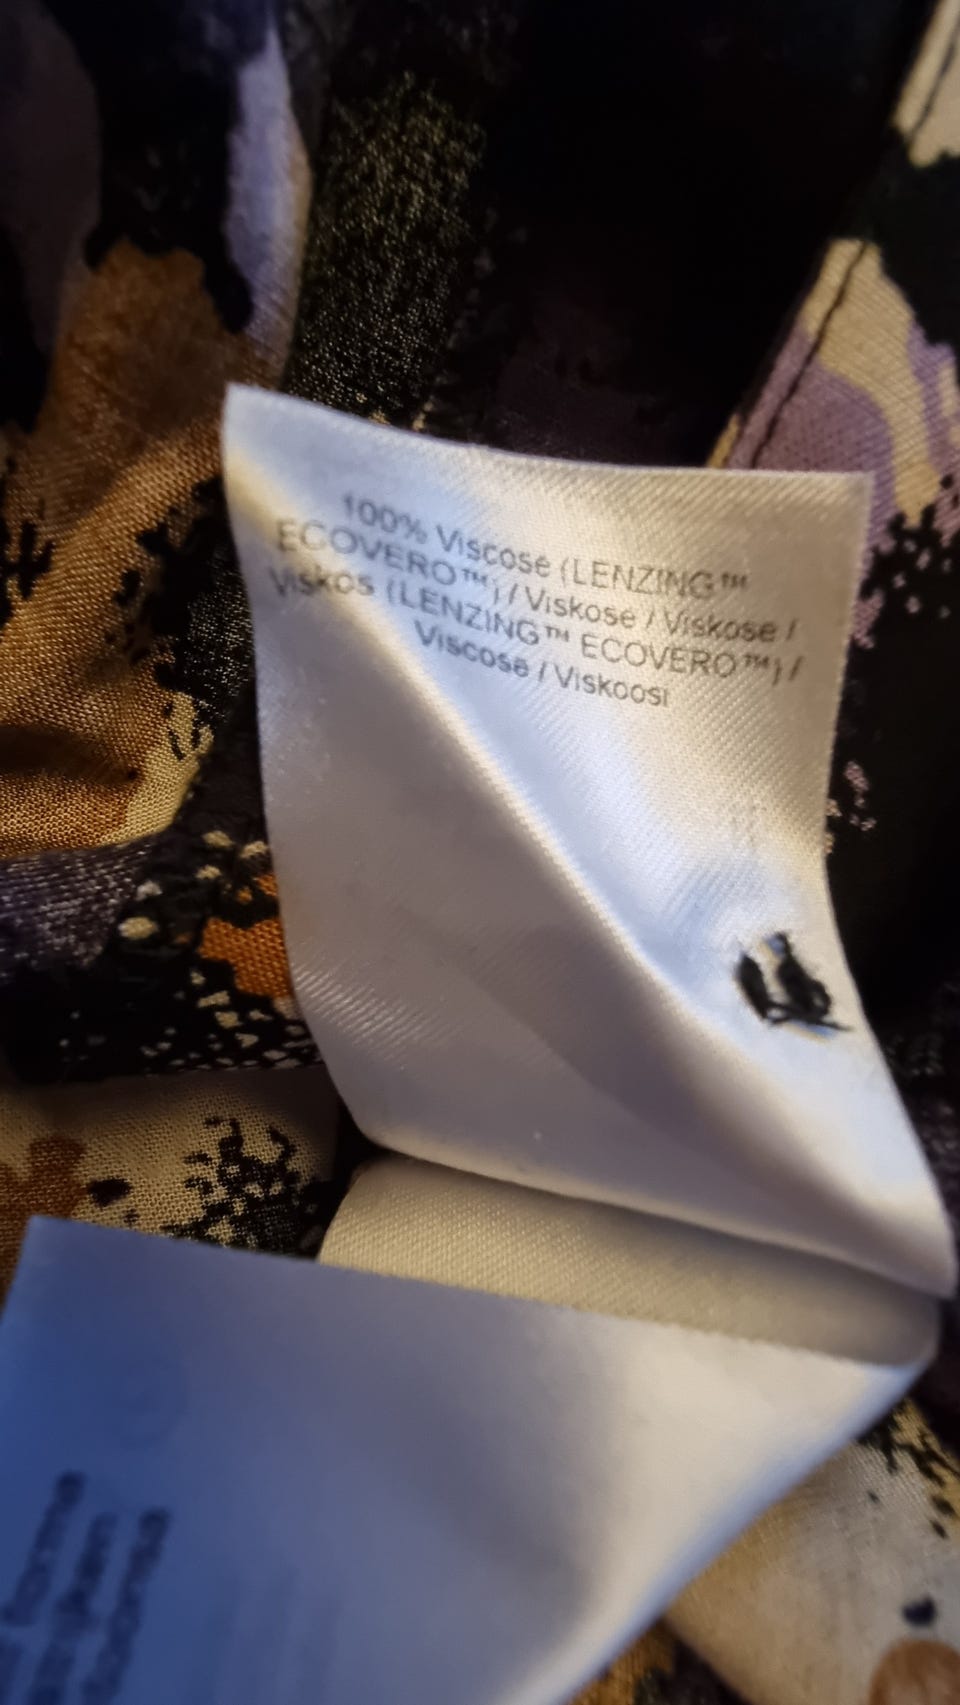 100% Viscose (LENZING™
ECOVERO™) / Viskose / Viskose /
Viskos (LENZING™ ECOVERO™) /
Viscose / Viskoosi